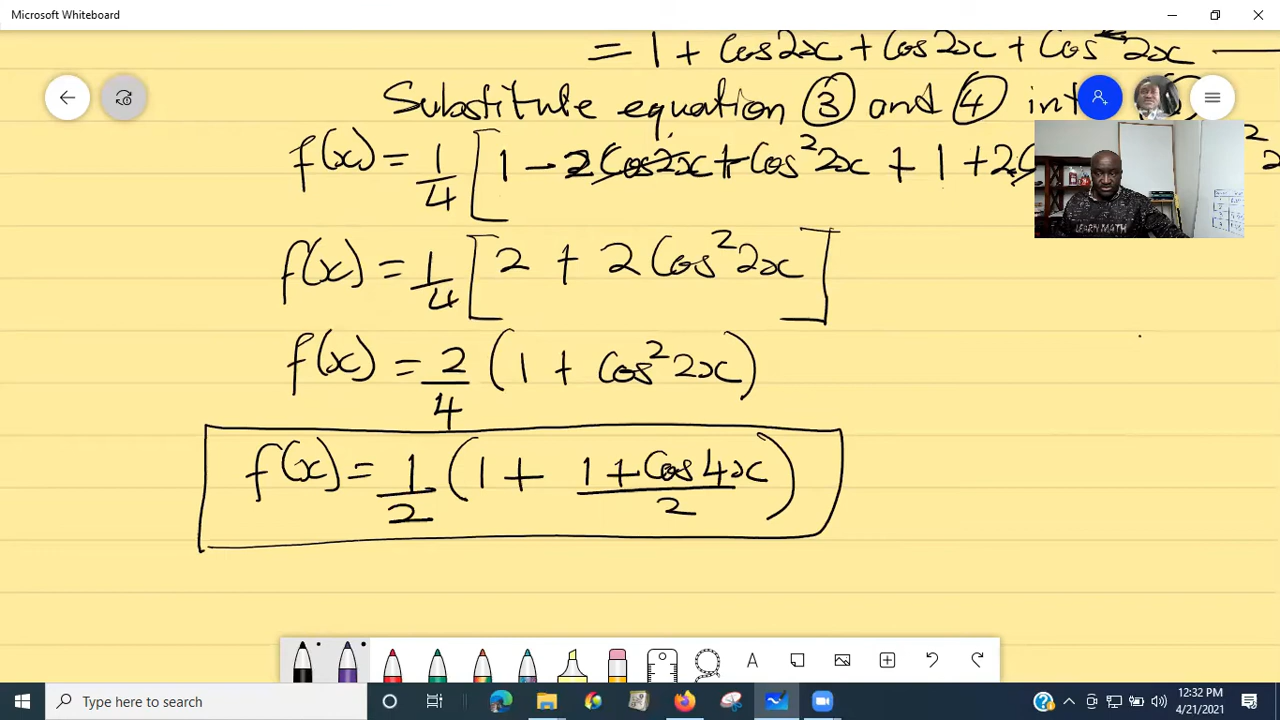 Microsoft Whiteboard
= 1 + Cos2x + Cos2x + Cos²2x
Substitute equation ③ and ④ int
f(x) = 1/4 [1 - 2Cos2x + Cos²2x + 1 + 2
LEARN MATH
f(x) = 1/4 [2 + 2Cos²2x]
f(x) = 2/4 (1 + Cos²2x)
f(x) = 1/2 (1 + 1+Cos4x/2)
Type here to search
12:32 PM
4/21/2021